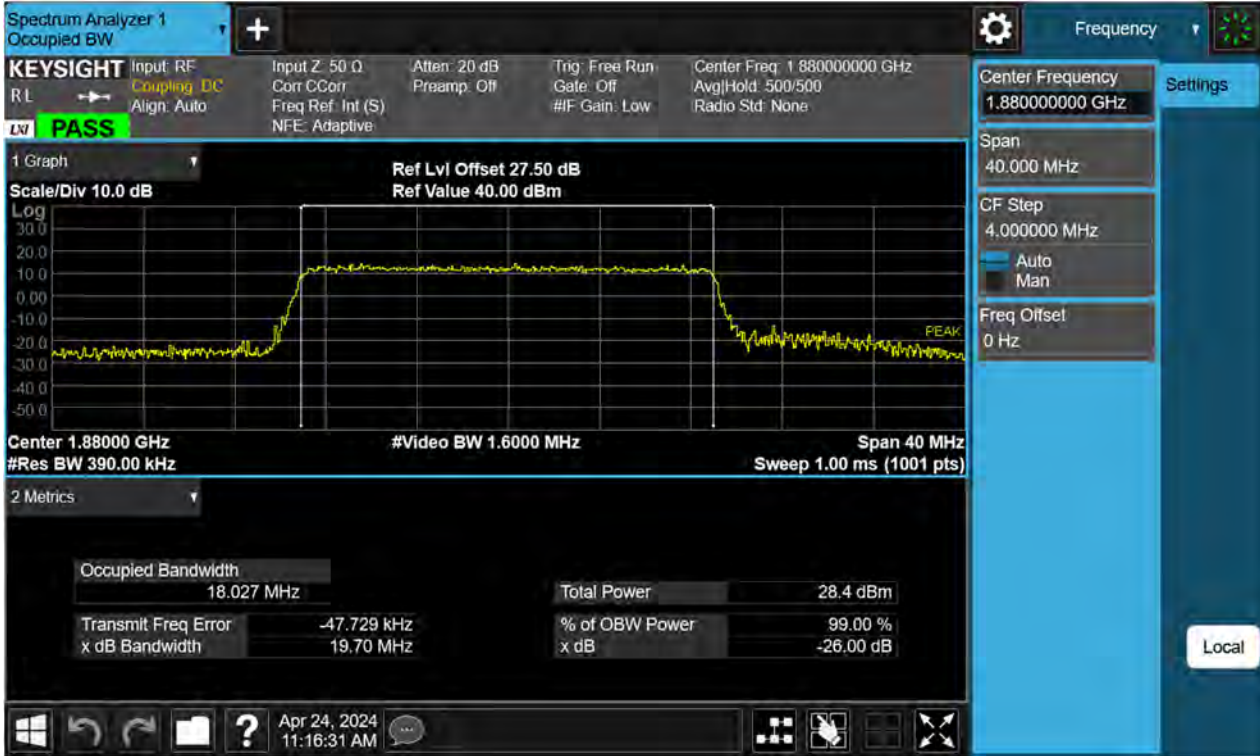 Spectrum Analyzer 1
Occupied BW
+
Frequency
KEYSIGHT
RL
LXI
PASS
Input: RF
Coupling: DC
Align: Auto
Input Z: 50 Ω
Corr CCorr
Freq Ref: Int (S)
NFE: Adaptive
Atten: 20 dB
Preamp: Off
Trig: Free Run
Gate: Off
#IF Gain: Low
Center Freq: 1.880000000 GHz
Avg|Hold: 500/500
Radio Std: None
Center Frequency
1.880000000 GHz
Settings
Span
40.000 MHz
CF Step
4.000000 MHz
Auto
Man
Freq Offset
0 Hz
Local
1 Graph
Scale/Div 10.0 dB
Ref Lvl Offset 27.50 dB
Ref Value 40.00 dBm
Log
30.0
20.0
10.0
0.00
-10.0
-20.0
-30.0
-40.0
-50.0
PEAK
Center 1.88000 GHz
#Video BW 1.6000 MHz
Span 40 MHz
#Res BW 390.00 kHz
Sweep 1.00 ms (1001 pts)
2 Metrics
Occupied Bandwidth
18.027 MHz
Total Power 28.4 dBm
Transmit Freq Error -47.729 kHz
% of OBW Power 99.00 %
x dB Bandwidth 19.70 MHz
x dB -26.00 dB
?
Apr 24, 2024
11:16:31 AM